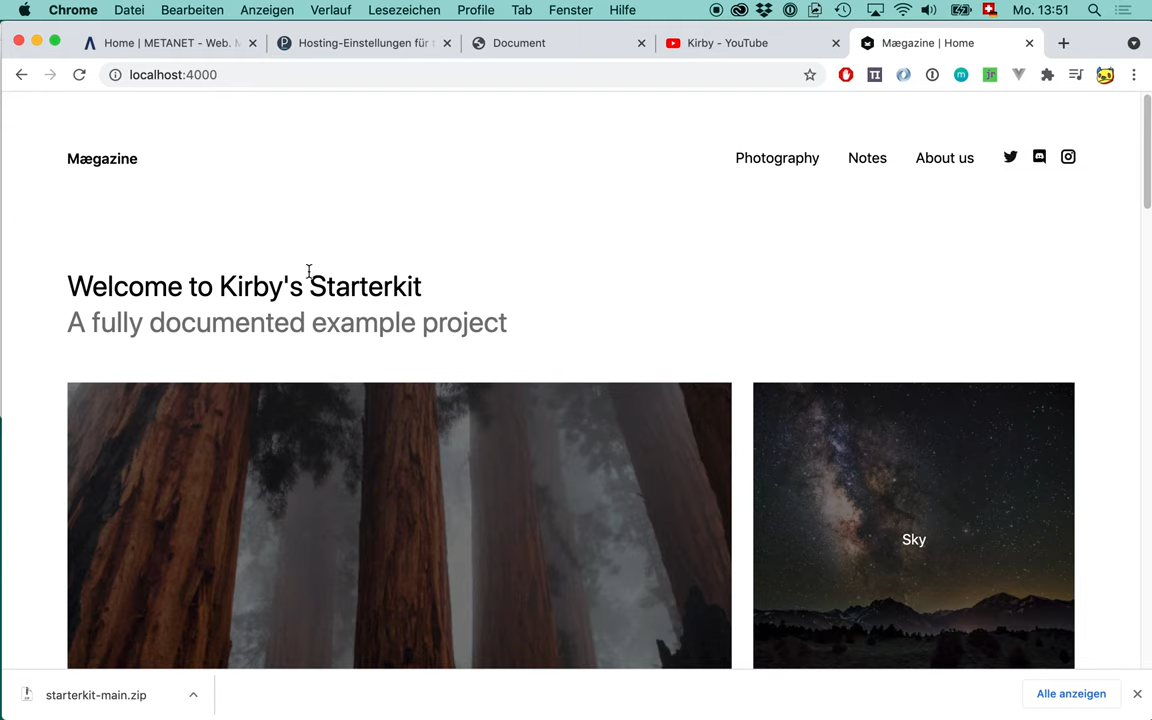 Chrome Datei Bearbeiten Anzeigen Verlauf Lesezeichen Profile Tab Fenster Hilfe Mo. 13:51
Home | METANET - Web. M
Hosting-Einstellungen für
Document
Kirby - YouTube
Mægazine | Home
localhost:4000
Mægazine
Photography Notes About us
Welcome to Kirby's Starterkit
A fully documented example project
Sky
starterkit-main.zip
Alle anzeigen